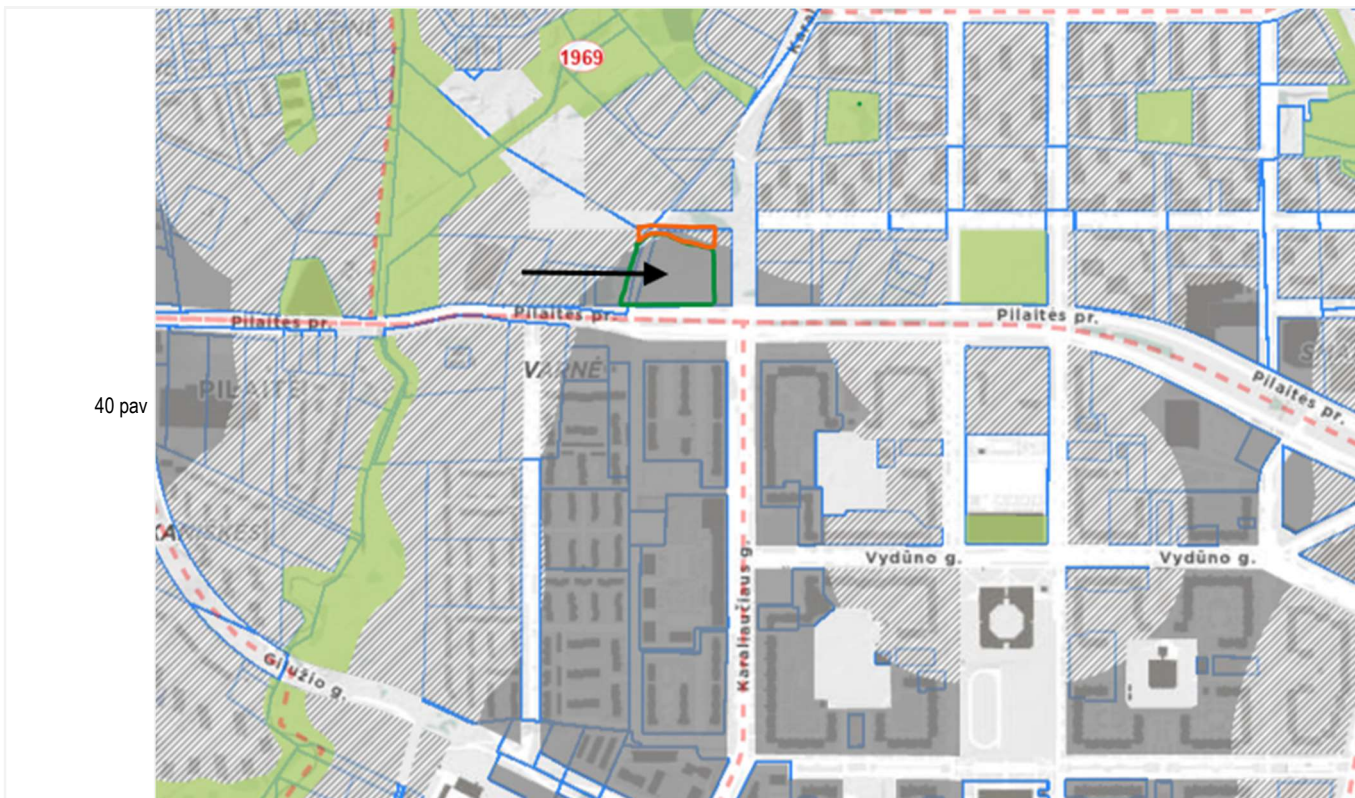 1969
Pilaitės pr.
Pilaitės pr.
Pilaitės pr.
Pilaitės pr.
VARNĖ
PILAITĖ
40 pav
Vydūno g.
Vydūno g.
Karaliaučiaus g.
Gilužio g.